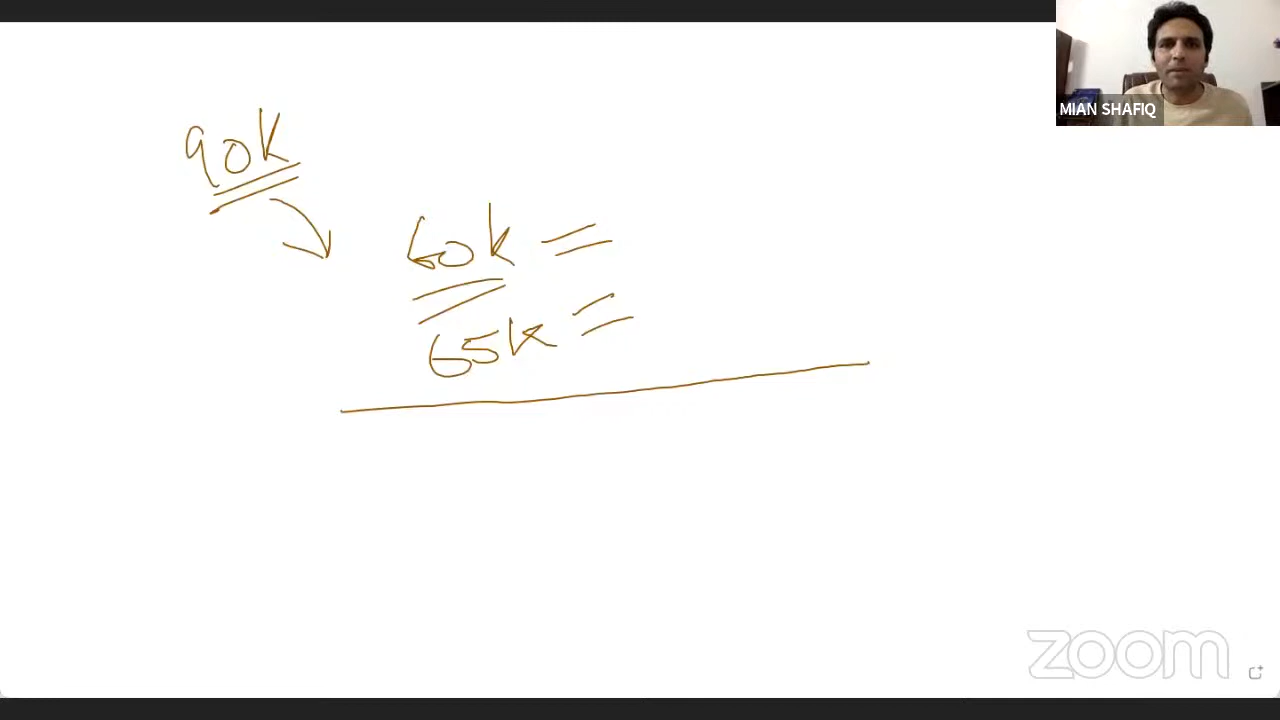 MIAN SHAFIQ
90k
60k =
65k =
zoom